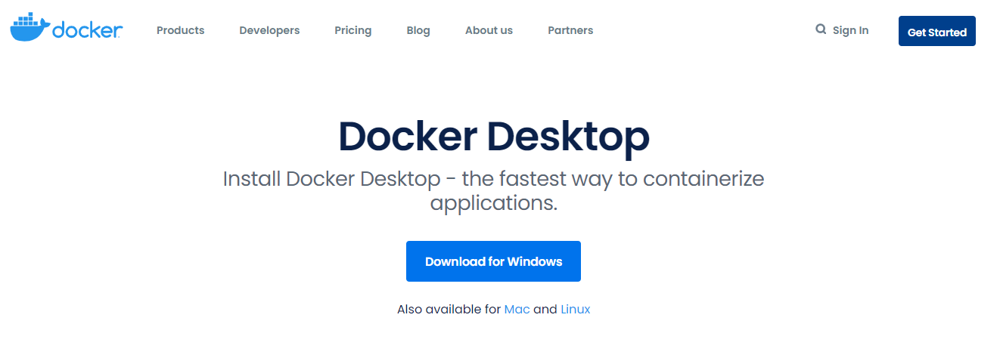 docker Products Developers Pricing Blog About us Partners Sign In Get Started
Docker Desktop
Install Docker Desktop - the fastest way to containerize
applications.
Download for Windows
Also available for Mac and Linux